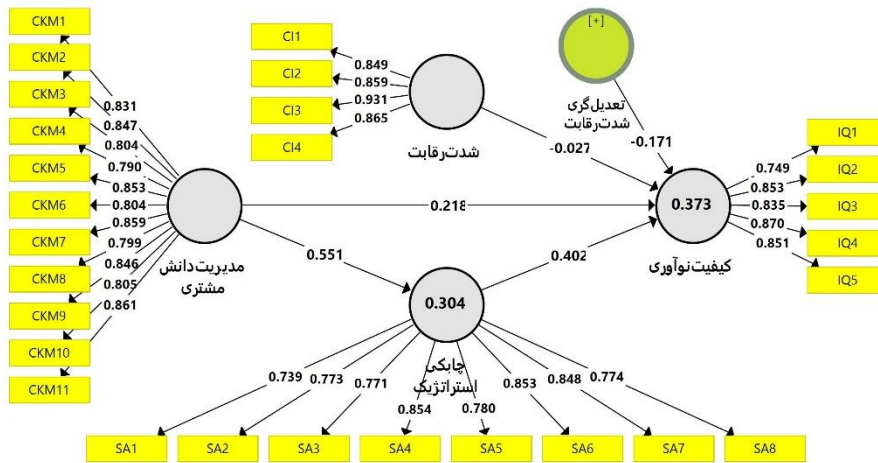 CKM1
CKM2
CKM3
CKM4
CKM5
CKM6
CKM7
CKM8
CKM9
CKM10
CKM11
0.831
0.847
0.804
0.790
0.853
0.804
0.859
0.799
0.846
0.805
0.861
مدیریت‌دانش
مشتری
CI1
CI2
CI3
CI4
0.849
0.859
0.931
0.865
شدت‌رقابت
[+]
تعدیل‌گری
شدت‌رقابت
-0.027
-0.171
0.218
0.551
0.402
0.373
کیفیت‌نوآوری
0.749
0.853
0.835
0.870
0.851
IQ1
IQ2
IQ3
IQ4
IQ5
0.304
چابکی
استراتژیک
0.739
0.773
0.771
0.854
0.780
0.853
0.848
0.774
SA1
SA2
SA3
SA4
SA5
SA6
SA7
SA8